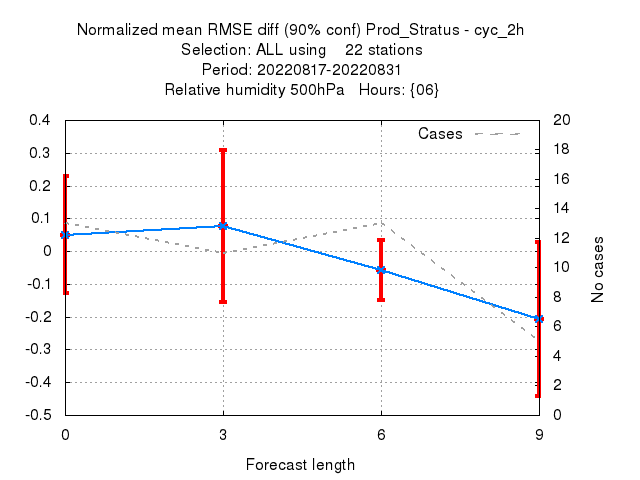 Normalized mean RMSE diff (90% conf) Prod_Stratus - cyc_2h
Selection: ALL using    22 stations
Period: 20220817-20220831
Relative humidity 500hPa   Hours: {06}
Cases
0.4
0.3
0.2
0.1
0
-0.1
-0.2
-0.3
-0.4
-0.5
20
18
16
14
12
10
8
6
4
2
0
No cases
0 3 6 9
Forecast length